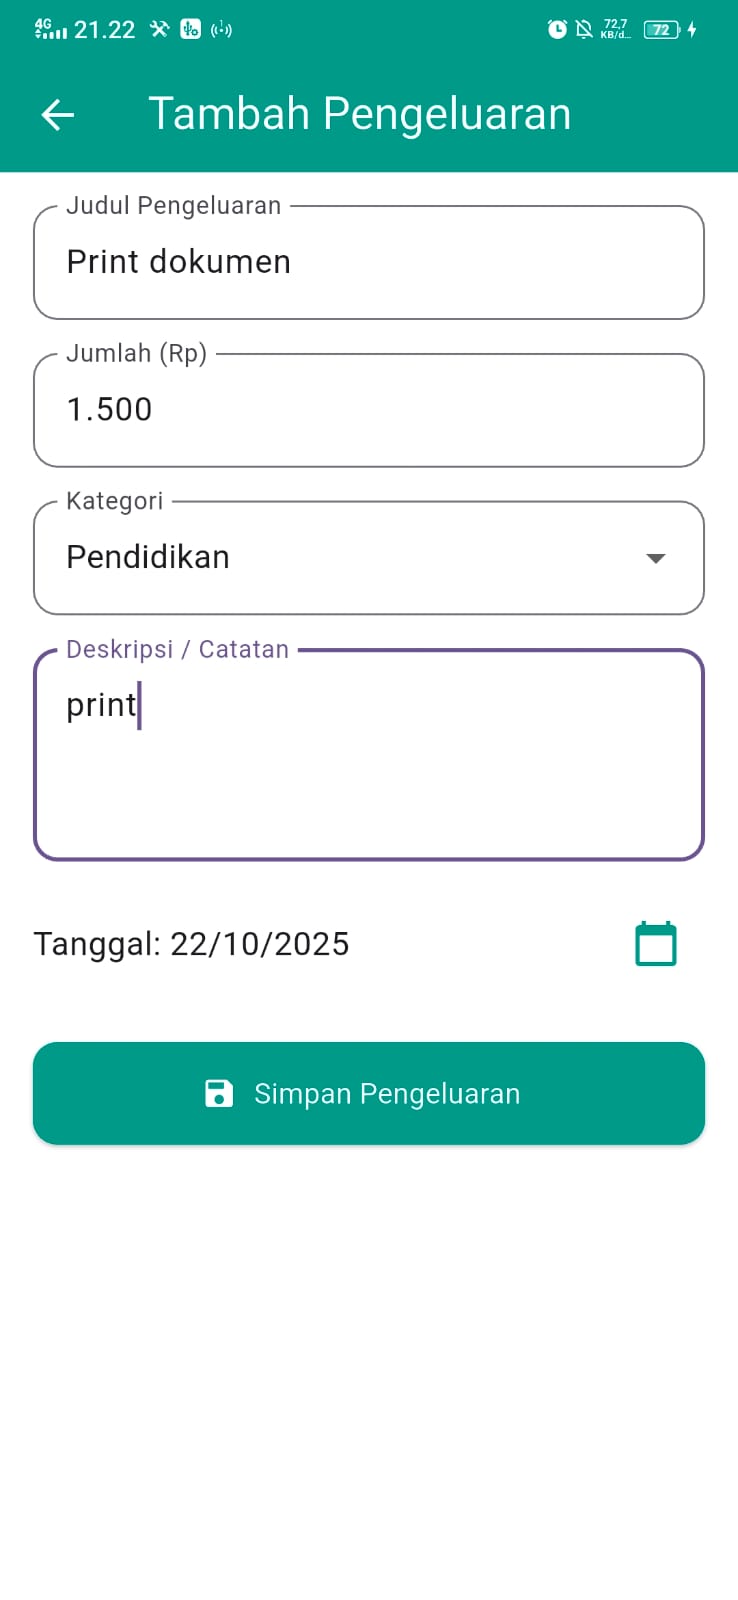 4G 21.22 72,7 KB/d... 72
Tambah Pengeluaran
Judul Pengeluaran
Print dokumen
Jumlah (Rp)
1.500
Kategori
Pendidikan
Deskripsi / Catatan
print
Tanggal: 22/10/2025
Simpan Pengeluaran